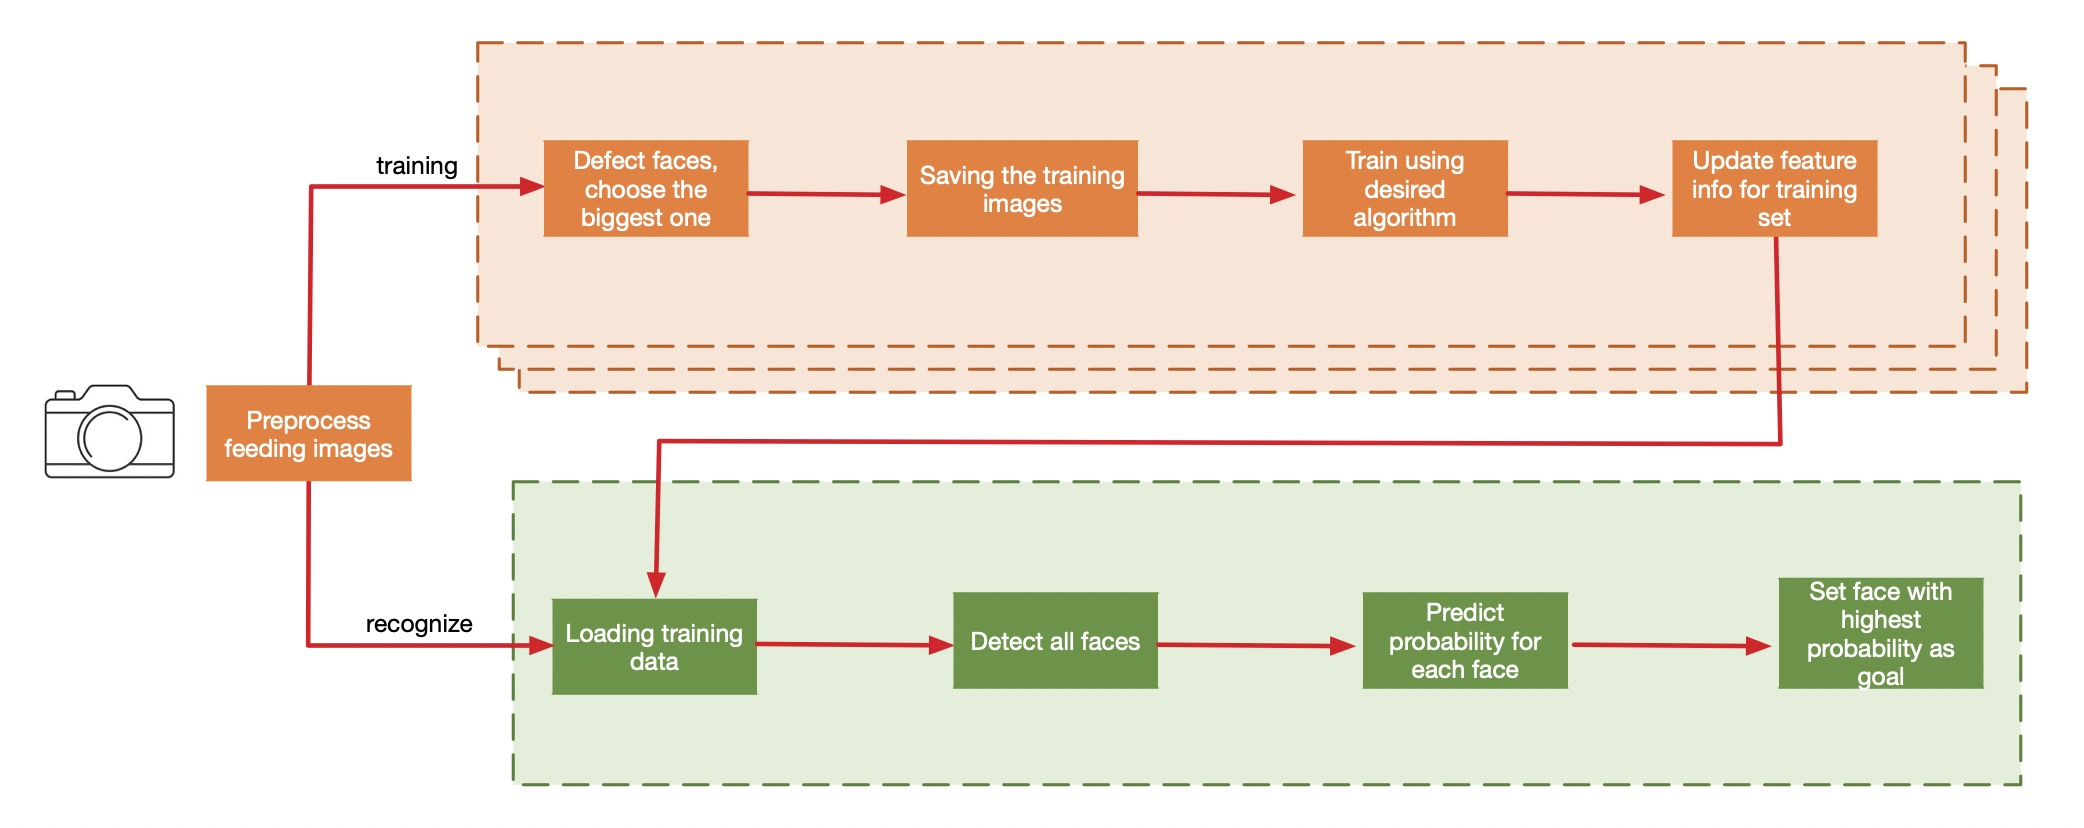 training
Defect faces,
choose the
biggest one
Saving the training
images
Train using
desired
algorithm
Update feature
info for training
set
Preprocess
feeding images
recognize
Loading training
data
Detect all faces
Predict
probability for
each face
Set face with
highest
probability as
goal